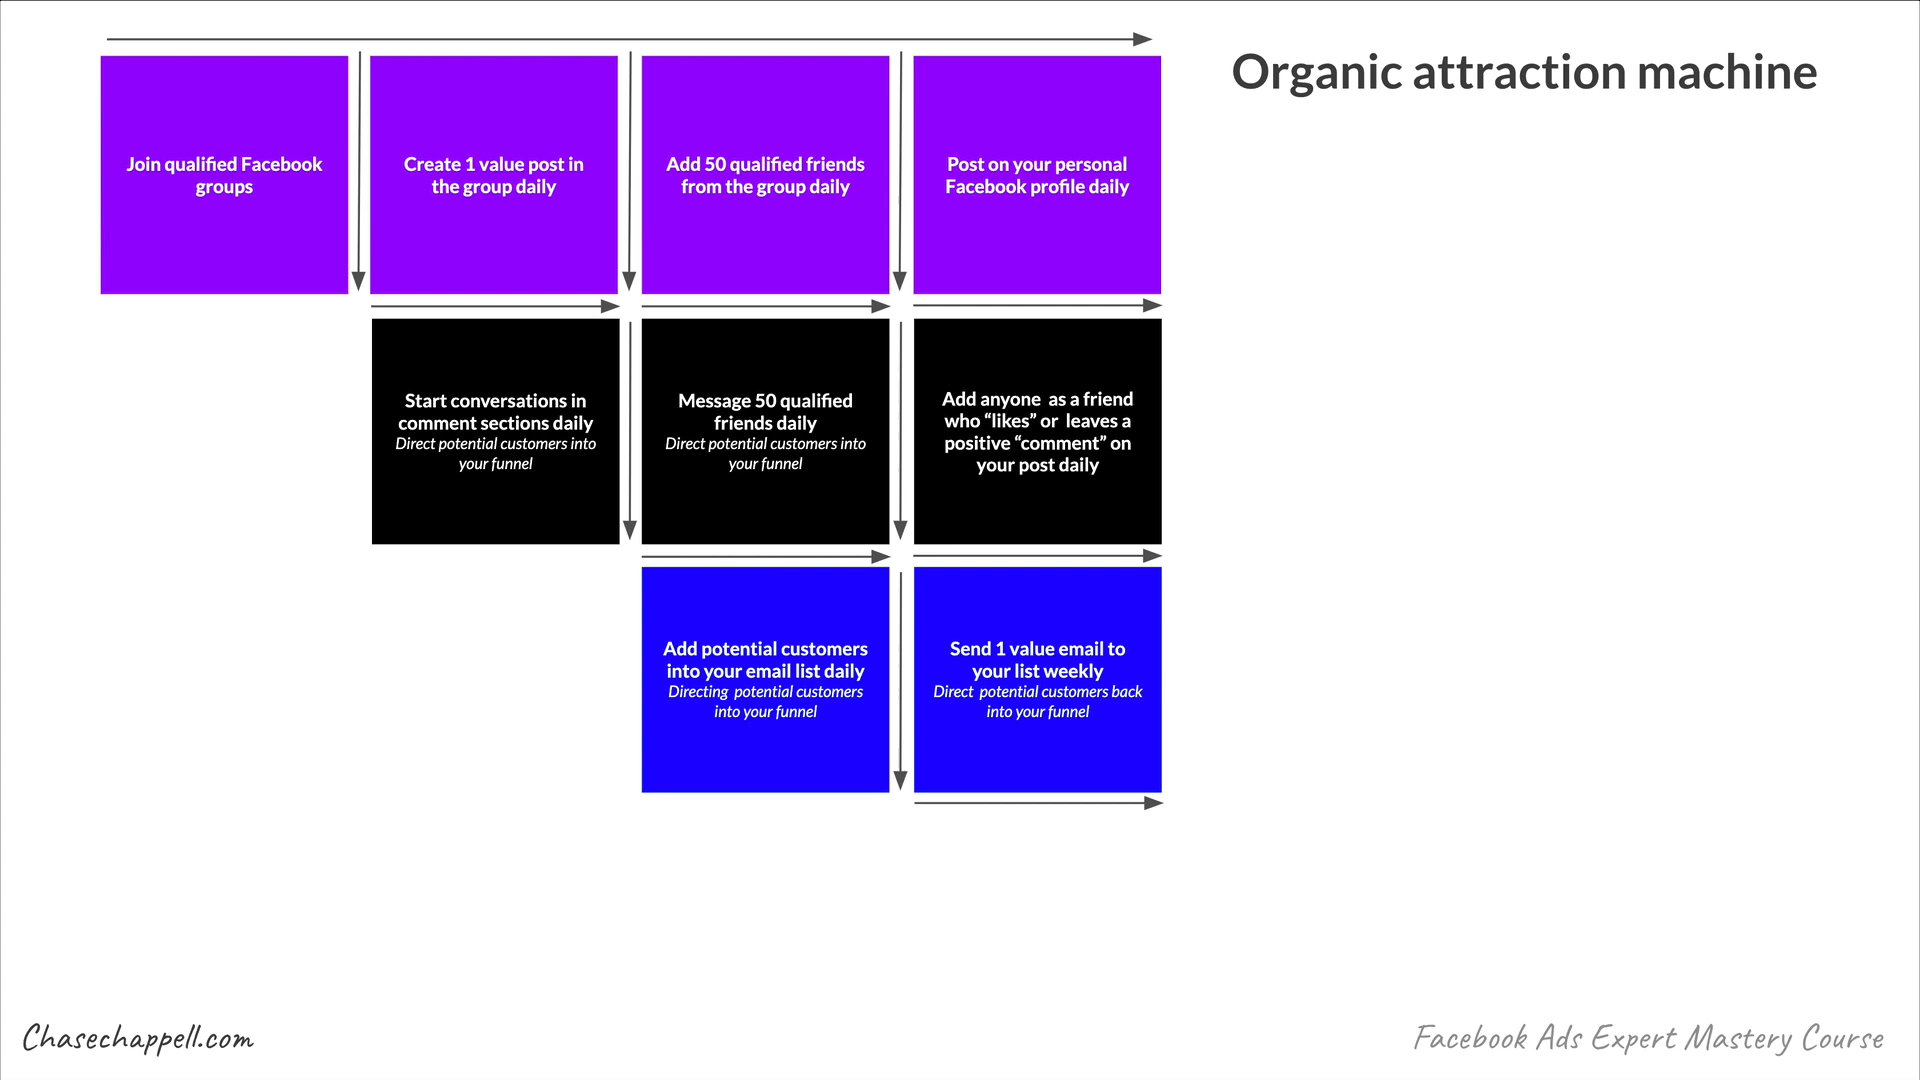 Organic attraction machine
Join qualified Facebook
groups
Create 1 value post in
the group daily
Add 50 qualified friends
from the group daily
Post on your personal
Facebook profile daily
Start conversations in
comment sections daily
Direct potential customers into
your funnel
Message 50 qualified
friends daily
Direct potential customers into
your funnel
Add anyone  as a friend
who “likes” or  leaves a
positive “comment” on
your post daily
Add potential customers
into your email list daily
Directing  potential customers
into your funnel
Send 1 value email to
your list weekly
Direct  potential customers back
into your funnel
Chasechappell.com
Facebook Ads Expert Mastery Course